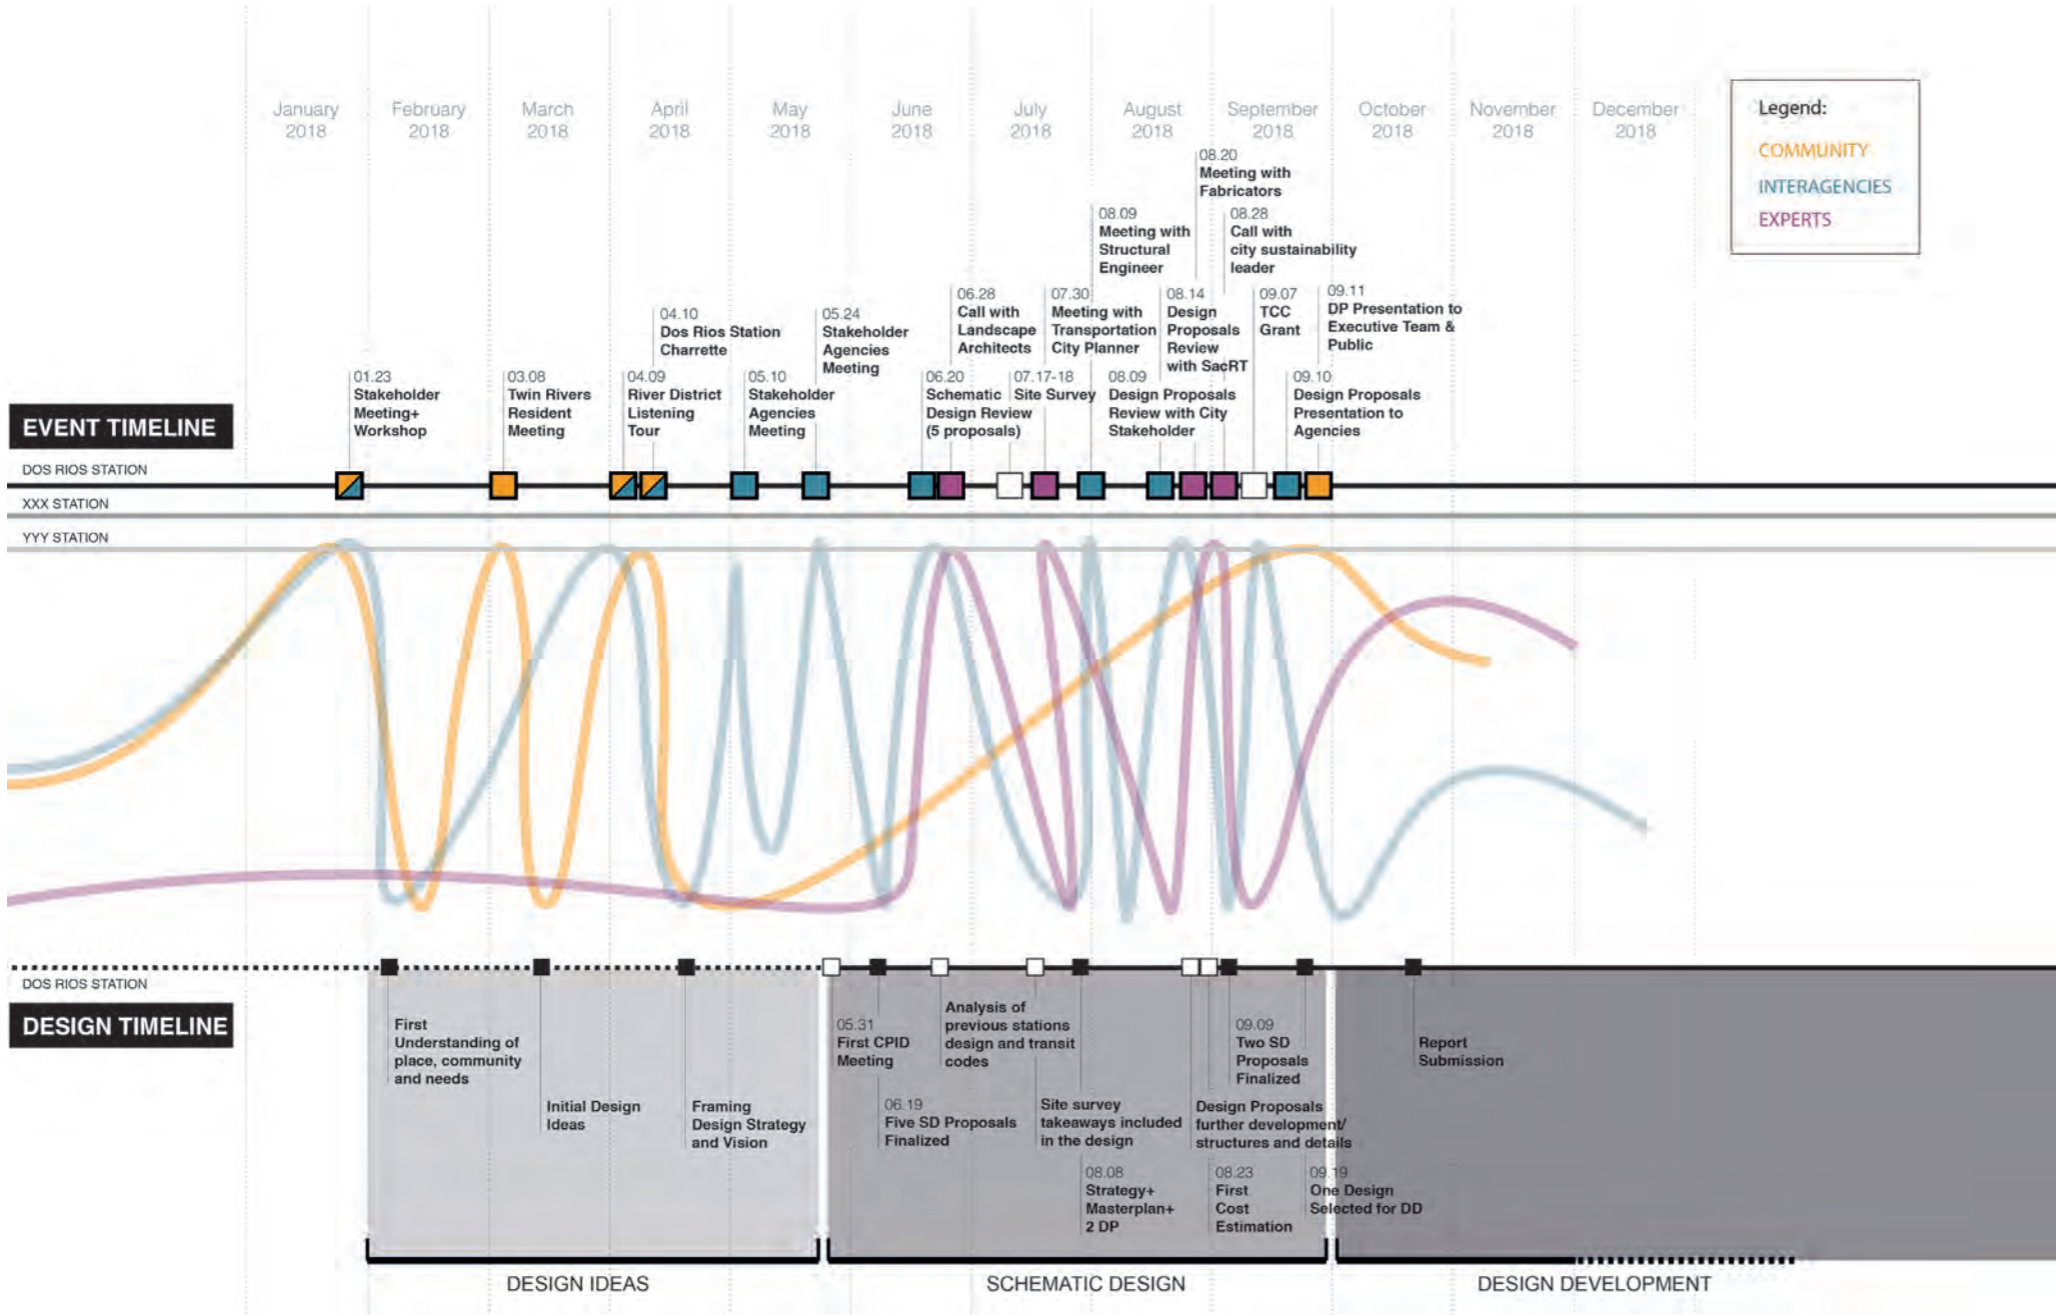 January
2018
February
2018
March
2018
April
2018
May
2018
June
2018
July
2018
August
2018
September
2018
October
2018
November
2018
December
2018
Legend:
COMMUNITY
INTERAGENCIES
EXPERTS
08.20
Meeting with
Fabricators
08.09
Meeting with
Structural
Engineer
08.28
Call with
city sustainability
leader
04.10
Dos Rios Station
Charrette
05.24
Stakeholder
Agencies
Meeting
06.28
Call with
Landscape
Architects
07.30
Meeting with
Transportation
City Planner
08.14
Design
Proposals
Review
with SacRT
09.07
TCC
Grant
09.11
DP Presentation to
Executive Team &
Public
01.23
Stakeholder
Meeting+
Workshop
03.08
Twin Rivers
Resident
Meeting
04.09
River District
Listening
Tour
05.10
Stakeholder
Agencies
Meeting
06.20
Schematic
Design Review
(5 proposals)
07.17-18
Site Survey
08.09
Design Proposals
Review with City
Stakeholder
09.10
Design Proposals
Presentation to
Agencies
EVENT TIMELINE
DOS RIOS STATION
XXX STATION
YYY STATION
DOS RIOS STATION
DESIGN TIMELINE
First
Understanding of
place, community
and needs
Initial Design
Ideas
Framing
Design Strategy
and Vision
05.31
First CPID
Meeting
06.19
Five SD Proposals
Finalized
Analysis of
previous stations
design and transit
codes
Site survey
takeaways included
in the design
08.08
Strategy+
Masterplan+
2 DP
09.09
Two SD
Proposals
Finalized
Design Proposals
further development/
structures and details
08.23
First
Cost
Estimation
09.19
One Design
Selected for DD
Report
Submission
DESIGN IDEAS
SCHEMATIC DESIGN
DESIGN DEVELOPMENT